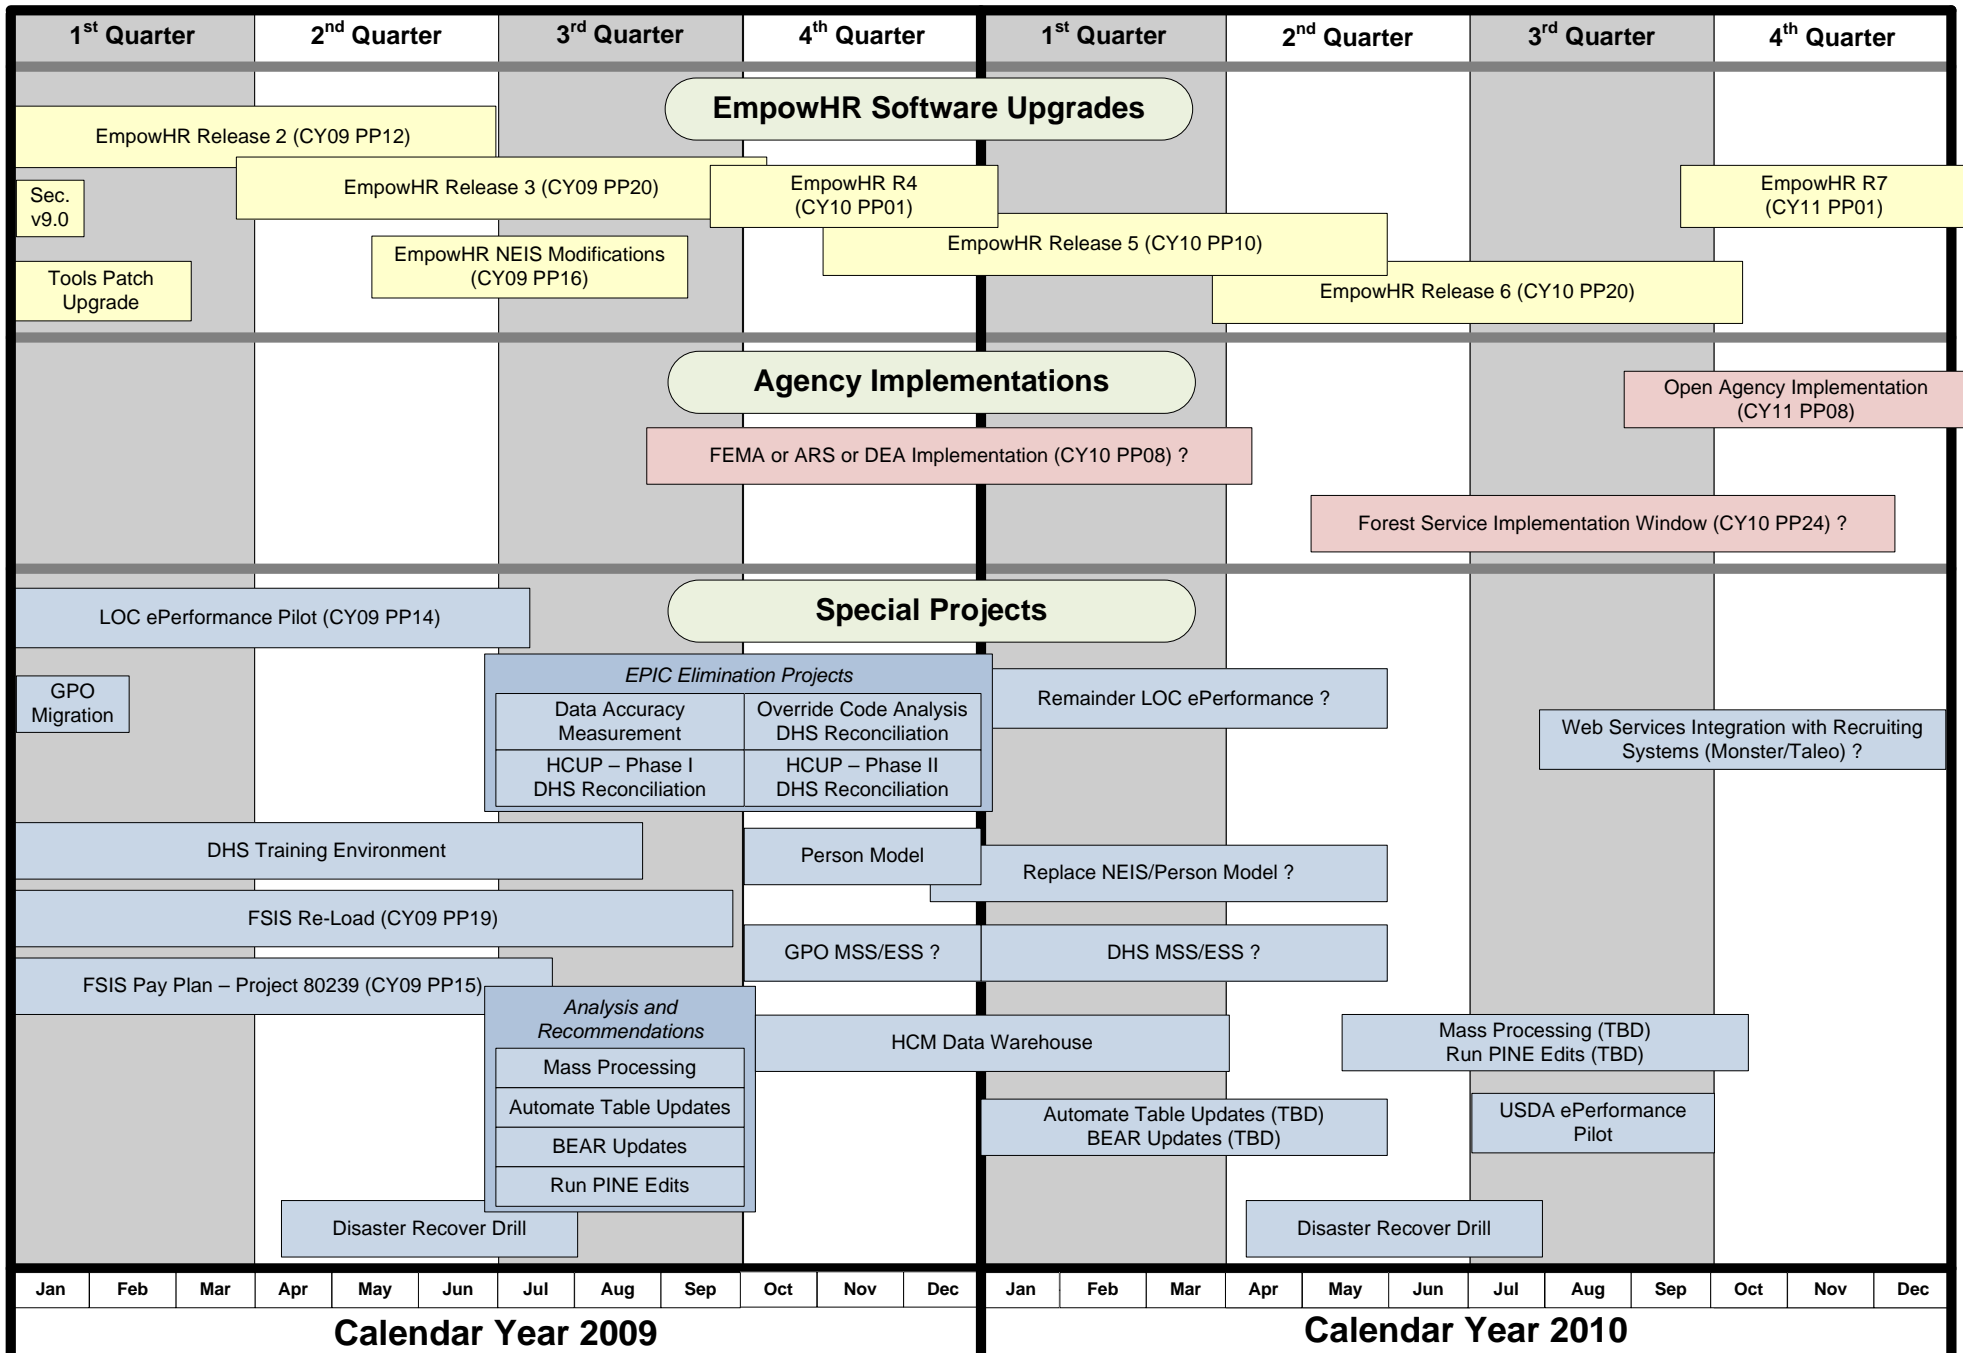 1st Quarter
2nd Quarter
3rd Quarter
4th Quarter
1st Quarter
2nd Quarter
3rd Quarter
4th Quarter
EmpowHR Software Upgrades
EmpowHR Release 2 (CY09 PP12)
EmpowHR Release 3 (CY09 PP20)
EmpowHR R4
(CY10 PP01)
EmpowHR R7
(CY11 PP01)
Sec.
v9.0
EmpowHR Release 5 (CY10 PP10)
EmpowHR NEIS Modifications
(CY09 PP16)
Tools Patch
Upgrade
EmpowHR Release 6 (CY10 PP20)
Agency Implementations
Open Agency Implementation
(CY11 PP08)
FEMA or ARS or DEA Implementation (CY10 PP08) ?
Forest Service Implementation Window (CY10 PP24) ?
Special Projects
LOC ePerformance Pilot (CY09 PP14)
GPO
Migration
EPIC Elimination Projects
Data Accuracy
Measurement
Override Code Analysis
DHS Reconciliation
HCUP – Phase I
DHS Reconciliation
HCUP – Phase II
DHS Reconciliation
Remainder LOC ePerformance ?
Web Services Integration with Recruiting
Systems (Monster/Taleo) ?
DHS Training Environment
Person Model
Replace NEIS/Person Model ?
FSIS Re-Load (CY09 PP19)
GPO MSS/ESS ?
DHS MSS/ESS ?
FSIS Pay Plan – Project 80239 (CY09 PP15)
Analysis and
Recommendations
Mass Processing
Automate Table Updates
BEAR Updates
Run PINE Edits
HCM Data Warehouse
Mass Processing (TBD)
Run PINE Edits (TBD)
Automate Table Updates (TBD)
BEAR Updates (TBD)
USDA ePerformance
Pilot
Disaster Recover Drill
Disaster Recover Drill
Jan
Feb
Mar
Apr
May
Jun
Jul
Aug
Sep
Oct
Nov
Dec
Jan
Feb
Mar
Apr
May
Jun
Jul
Aug
Sep
Oct
Nov
Dec
Calendar Year 2009
Calendar Year 2010